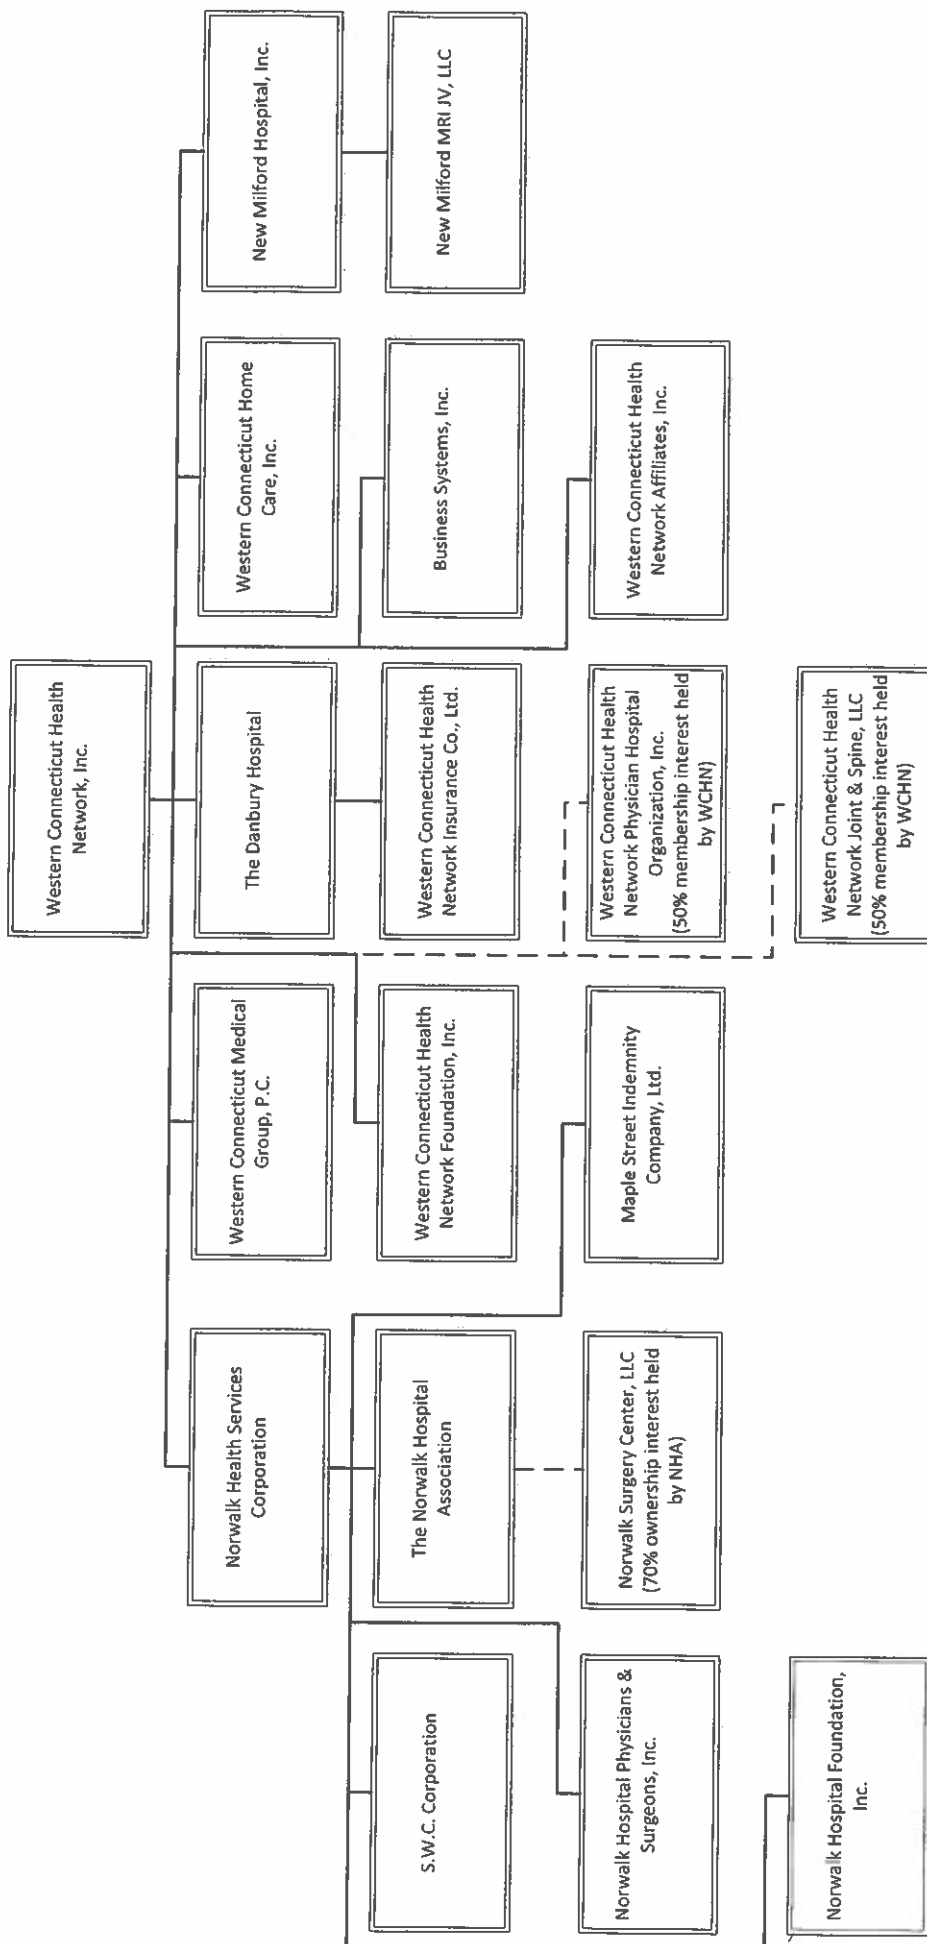 Western Connecticut Health
Network, Inc.
Norwalk Health Services
Corporation
Western Connecticut Medical
Group, P.C.
The Danbury Hospital
Western Connecticut Home
Care, Inc.
New Milford Hospital, Inc.
S.W.C. Corporation
The Norwalk Hospital
Association
Western Connecticut Health
Network Foundation, Inc.
Western Connecticut Health
Network Insurance Co., Ltd.
Business Systems, Inc.
New Milford MRI JV, LLC
Norwalk Hospital Physicians &
Surgeons, Inc.
Norwalk Surgery Center, LLC
(70% ownership interest held
by NHA)
Maple Street Indemnity
Company, Ltd.
Western Connecticut Health
Network Physician Hospital
Organization, Inc.
(50% membership interest held
by WCHN)
Western Connecticut Health
Network Affiliates, Inc.
Norwalk Hospital Foundation,
Inc.
Western Connecticut Health
Network Joint & Spine, LLC
(50% membership interest held
by WCHN)